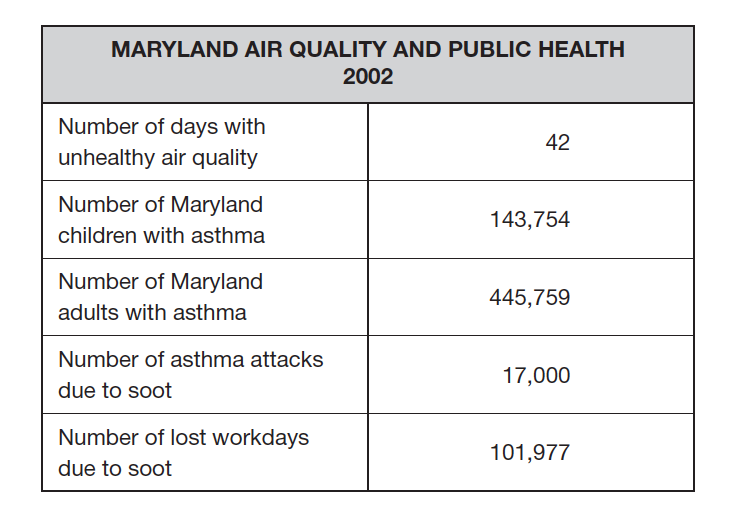 MARYLAND AIR QUALITY AND PUBLIC HEALTH
2002
Number of days with
unhealthy air quality
42
Number of Maryland
children with asthma
143,754
Number of Maryland
adults with asthma
445,759
Number of asthma attacks
due to soot
17,000
Number of lost workdays
due to soot
101,977